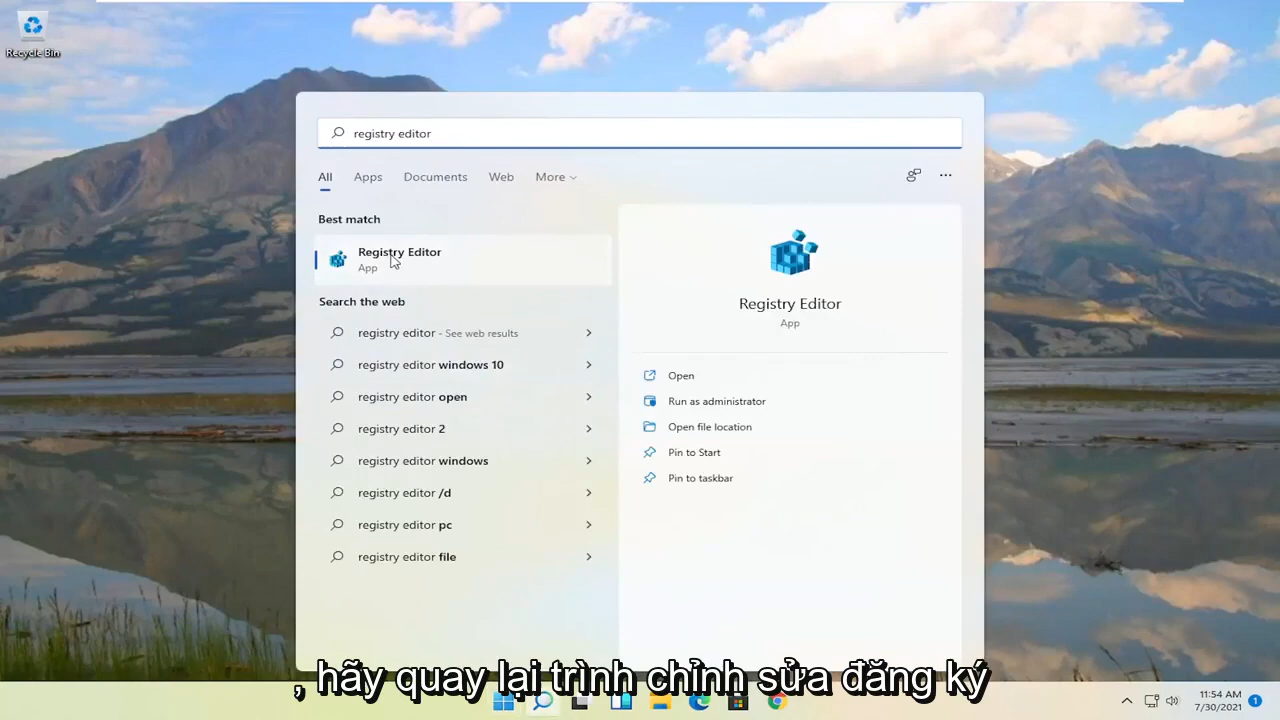 Recycle Bin
registry editor
All
Apps
Documents
Web
More
Best match
Registry Editor
App
Search the web
registry editor - See web results
registry editor windows 10
registry editor open
registry editor 2
registry editor windows
registry editor /d
registry editor pc
registry editor file
Registry Editor
App
Open
Run as administrator
Open file location
Pin to Start
Pin to taskbar
, hãy quay lại trình chỉnh sửa đăng ký
11:54 AM
7/30/2021
1